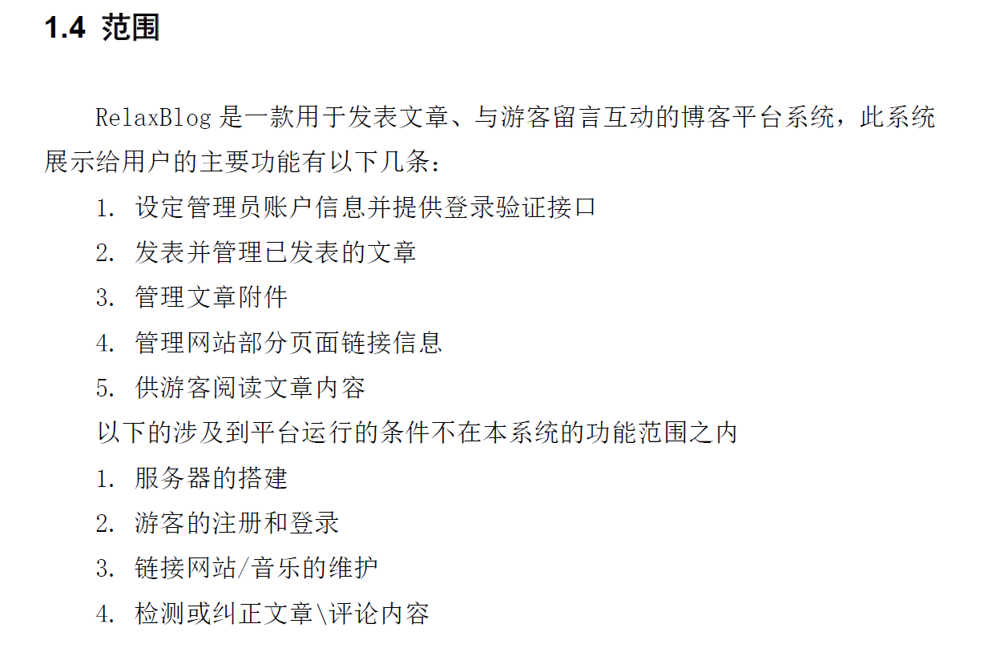 1.4 范围
RelaxBlog 是一款用于发表文章、与游客留言互动的博客平台系统，此系统
展示给用户的主要功能有以下几条：
1. 设定管理员账户信息并提供登录验证接口
2. 发表并管理已发表的文章
3. 管理文章附件
4. 管理网站部分页面链接信息
5. 供游客阅读文章内容
以下的涉及到平台运行的条件不在本系统的功能范围之内
1. 服务器的搭建
2. 游客的注册和登录
3. 链接网站/音乐的维护
4. 检测或纠正文章\评论内容